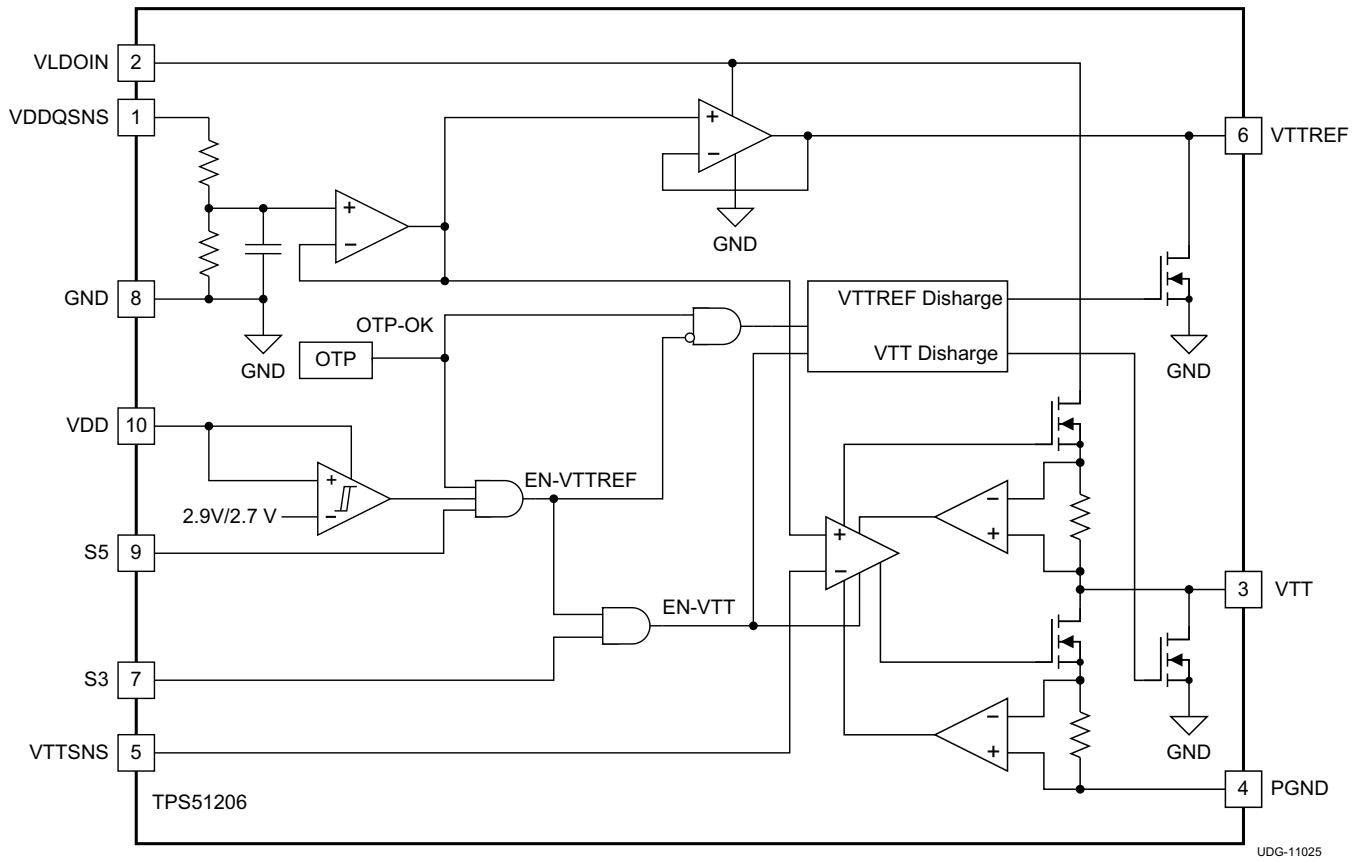 VLDOIN 2
VDDQSNS 1
+
–
6 VTTREF
GND
+
–
GND 8
GND
VTTREF Disharge
OTP-OK
OTP
VTT Disharge
GND
VDD 10
+
–
2.9V/2.7 V
EN-VTTREF
–
+
S5 9
+
–
3 VTT
EN-VTT
S3 7
–
+
GND
VTTSNS 5
4 PGND
TPS51206
UDG-11025